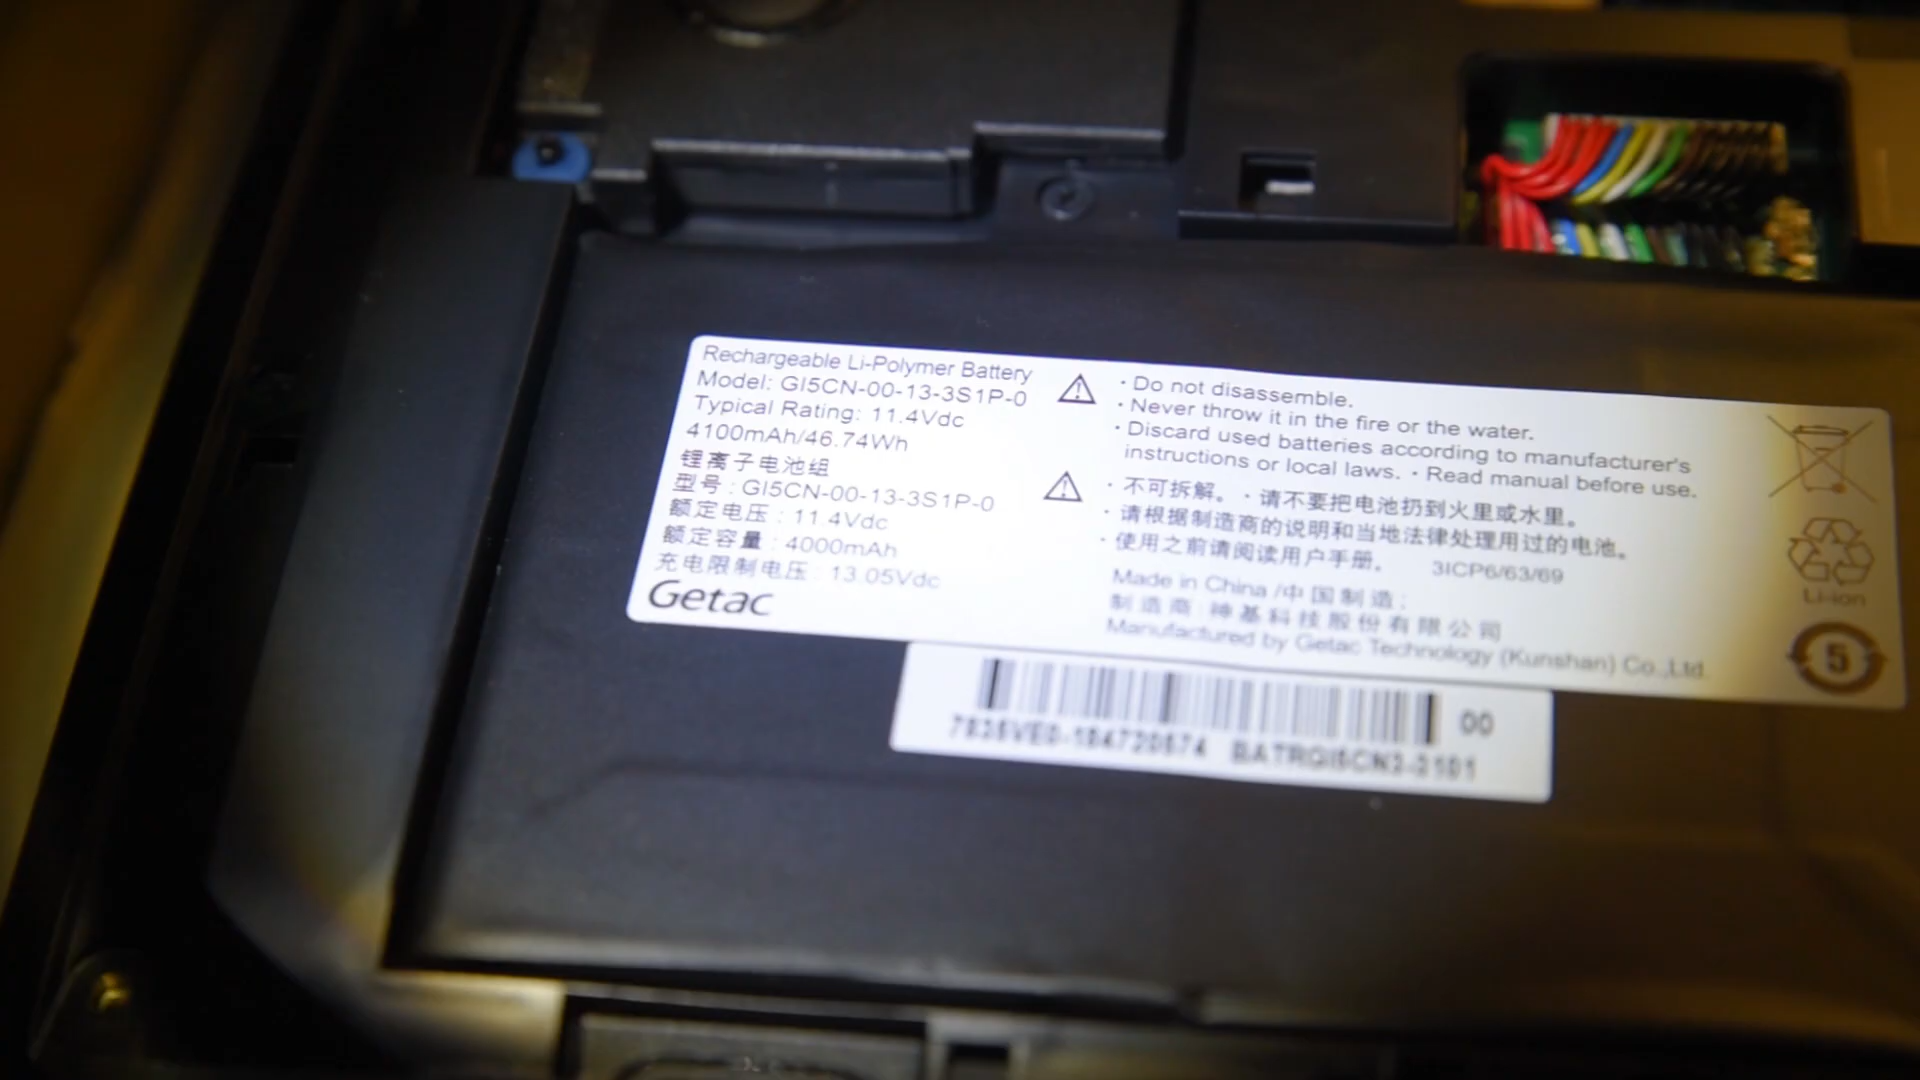 Rechargeable Li-Polymer Battery
Model: GI5CN-00-13-3S1P-0
Typical Rating: 11.4Vdc
4100mAh/46.74Wh
锂离子电池组
型号 : GI5CN-00-13-3S1P-0
额定电压 : 11.4Vdc
额定容量 : 4000mAh
充电限制电压 : 13.05Vdc
Getac
· Do not disassemble.
· Never throw it in the fire or the water.
· Discard used batteries according to manufacturer's
instructions or local laws. · Read manual before use.
· 不可拆解。 · 请不要把电池扔到火里或水里。
· 请根据制造商的说明和当地法律处理用过的电池。
· 使用之前请阅读用户手册。 3ICP6/63/69
Made in China /中国制造;
制造商: 神基科技股份有限公司
Manufactured by Getac Technology (Kunshan) Co.,Ltd.
Li-ion
5
00
7835VE0-184720674 BATRGI5CN3-3101